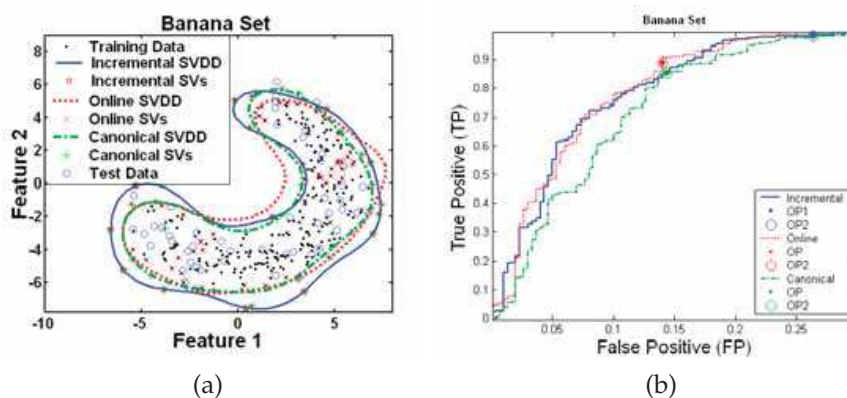 Banana Set
8
6
4
2
0
-2
-4
-6
Feature 2
Training Data
Incremental SVDD
Incremental SVs
Online SVDD
Online SVs
Canonical SVDD
Canonical SVs
Test Data
-10 -5 0 5
Feature 1
(a)
Banana Set
0.9
0.8
0.7
0.6
0.5
0.4
0.3
0.2
0.1
0
True Positive (TP)
Incremental
OP1
OP2
Online
OP
OP2
Canonical
OP
OP2
0.05 0.1 0.15 0.2 0.25
False Positive (FP)
(b)